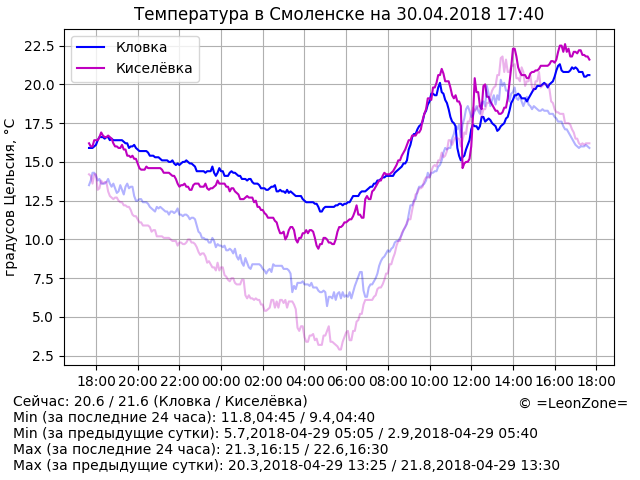 Температура в Смоленске на 30.04.2018 17:40
градусов Цельсия, °C
Кловка
Киселёвка
22.5
20.0
17.5
15.0
12.5
10.0
7.5
5.0
2.5
18:00 20:00 22:00 00:00 02:00 04:00 06:00 08:00 10:00 12:00 14:00 16:00 18:00
Сейчас: 20.6 / 21.6 (Кловка / Киселёвка)
© =LeonZone=
Min (за последние 24 часа): 11.8,04:45 / 9.4,04:40
Min (за предыдущие сутки): 5.7,2018-04-29 05:05 / 2.9,2018-04-29 05:40
Max (за последние 24 часа): 21.3,16:15 / 22.6,16:30
Max (за предыдущие сутки): 20.3,2018-04-29 13:25 / 21.8,2018-04-29 13:30